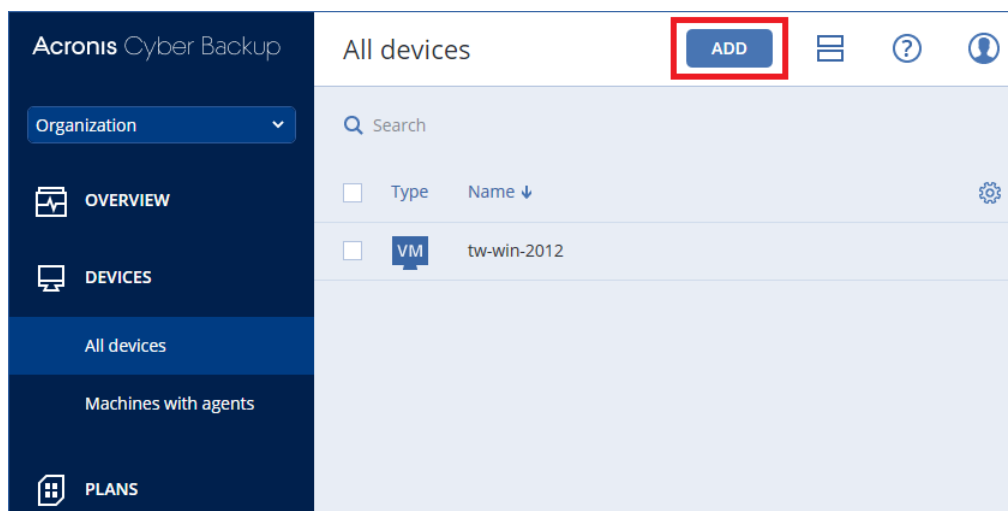 Acronis Cyber Backup
Organization
OVERVIEW
DEVICES
All devices
Machines with agents
PLANS
All devices
ADD
?
Search
Type Name
VM tw-win-2012